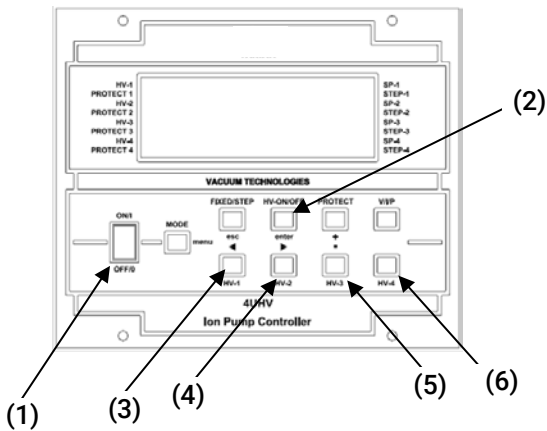 HV-1
PROTECT 1
HV-2
PROTECT 2
HV-3
PROTECT 3
HV-4
PROTECT 4
SP-1
STEP-1
SP-2
STEP-2
SP-3
STEP-3
SP-4
STEP-4
(2)
VACUUM TECHNOLOGIES
FIXED/STEP HV-ON/OFF PROTECT V/I/P
ON/I
MODE
menu
esc enter +
OFF/0
HV-1 HV-2 HV-3 HV-4
4UHV
Ion Pump Controller
(1) (3) (4) (5) (6)